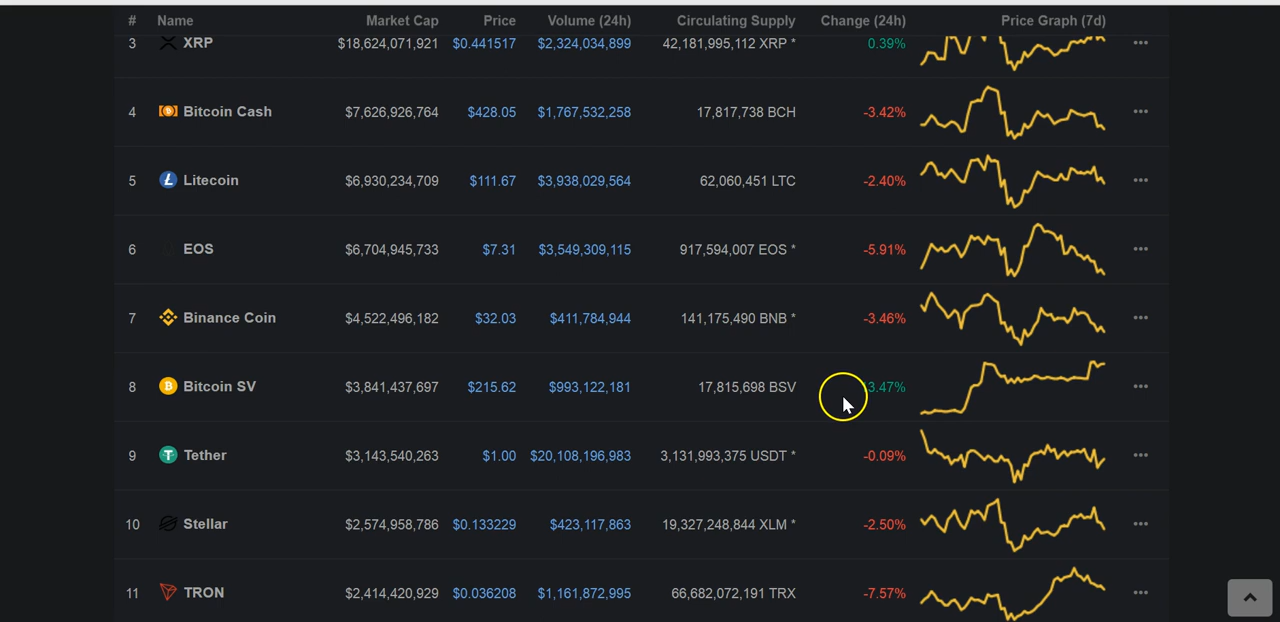 # Name Market Cap Price Volume (24h) Circulating Supply Change (24h) Price Graph (7d)
3 XRP $18,624,071,921 $0.441517 $2,324,034,899 42,181,995,112 XRP * 0.39%
4 Bitcoin Cash $7,626,926,764 $428.05 $1,767,532,258 17,817,738 BCH -3.42%
5 Litecoin $6,930,234,709 $111.67 $3,938,029,564 62,060,451 LTC -2.40%
6 EOS $6,704,945,733 $7.31 $3,549,309,115 917,594,007 EOS * -5.91%
7 Binance Coin $4,522,496,182 $32.03 $411,784,944 141,175,490 BNB * -3.46%
8 Bitcoin SV $3,841,437,697 $215.62 $993,122,181 17,815,698 BSV 3.47%
9 Tether $3,143,540,263 $1.00 $20,108,196,983 3,131,993,375 USDT * -0.09%
10 Stellar $2,574,958,786 $0.133229 $423,117,863 19,327,248,844 XLM * -2.50%
11 TRON $2,414,420,929 $0.036208 $1,161,872,995 66,682,072,191 TRX -7.57%